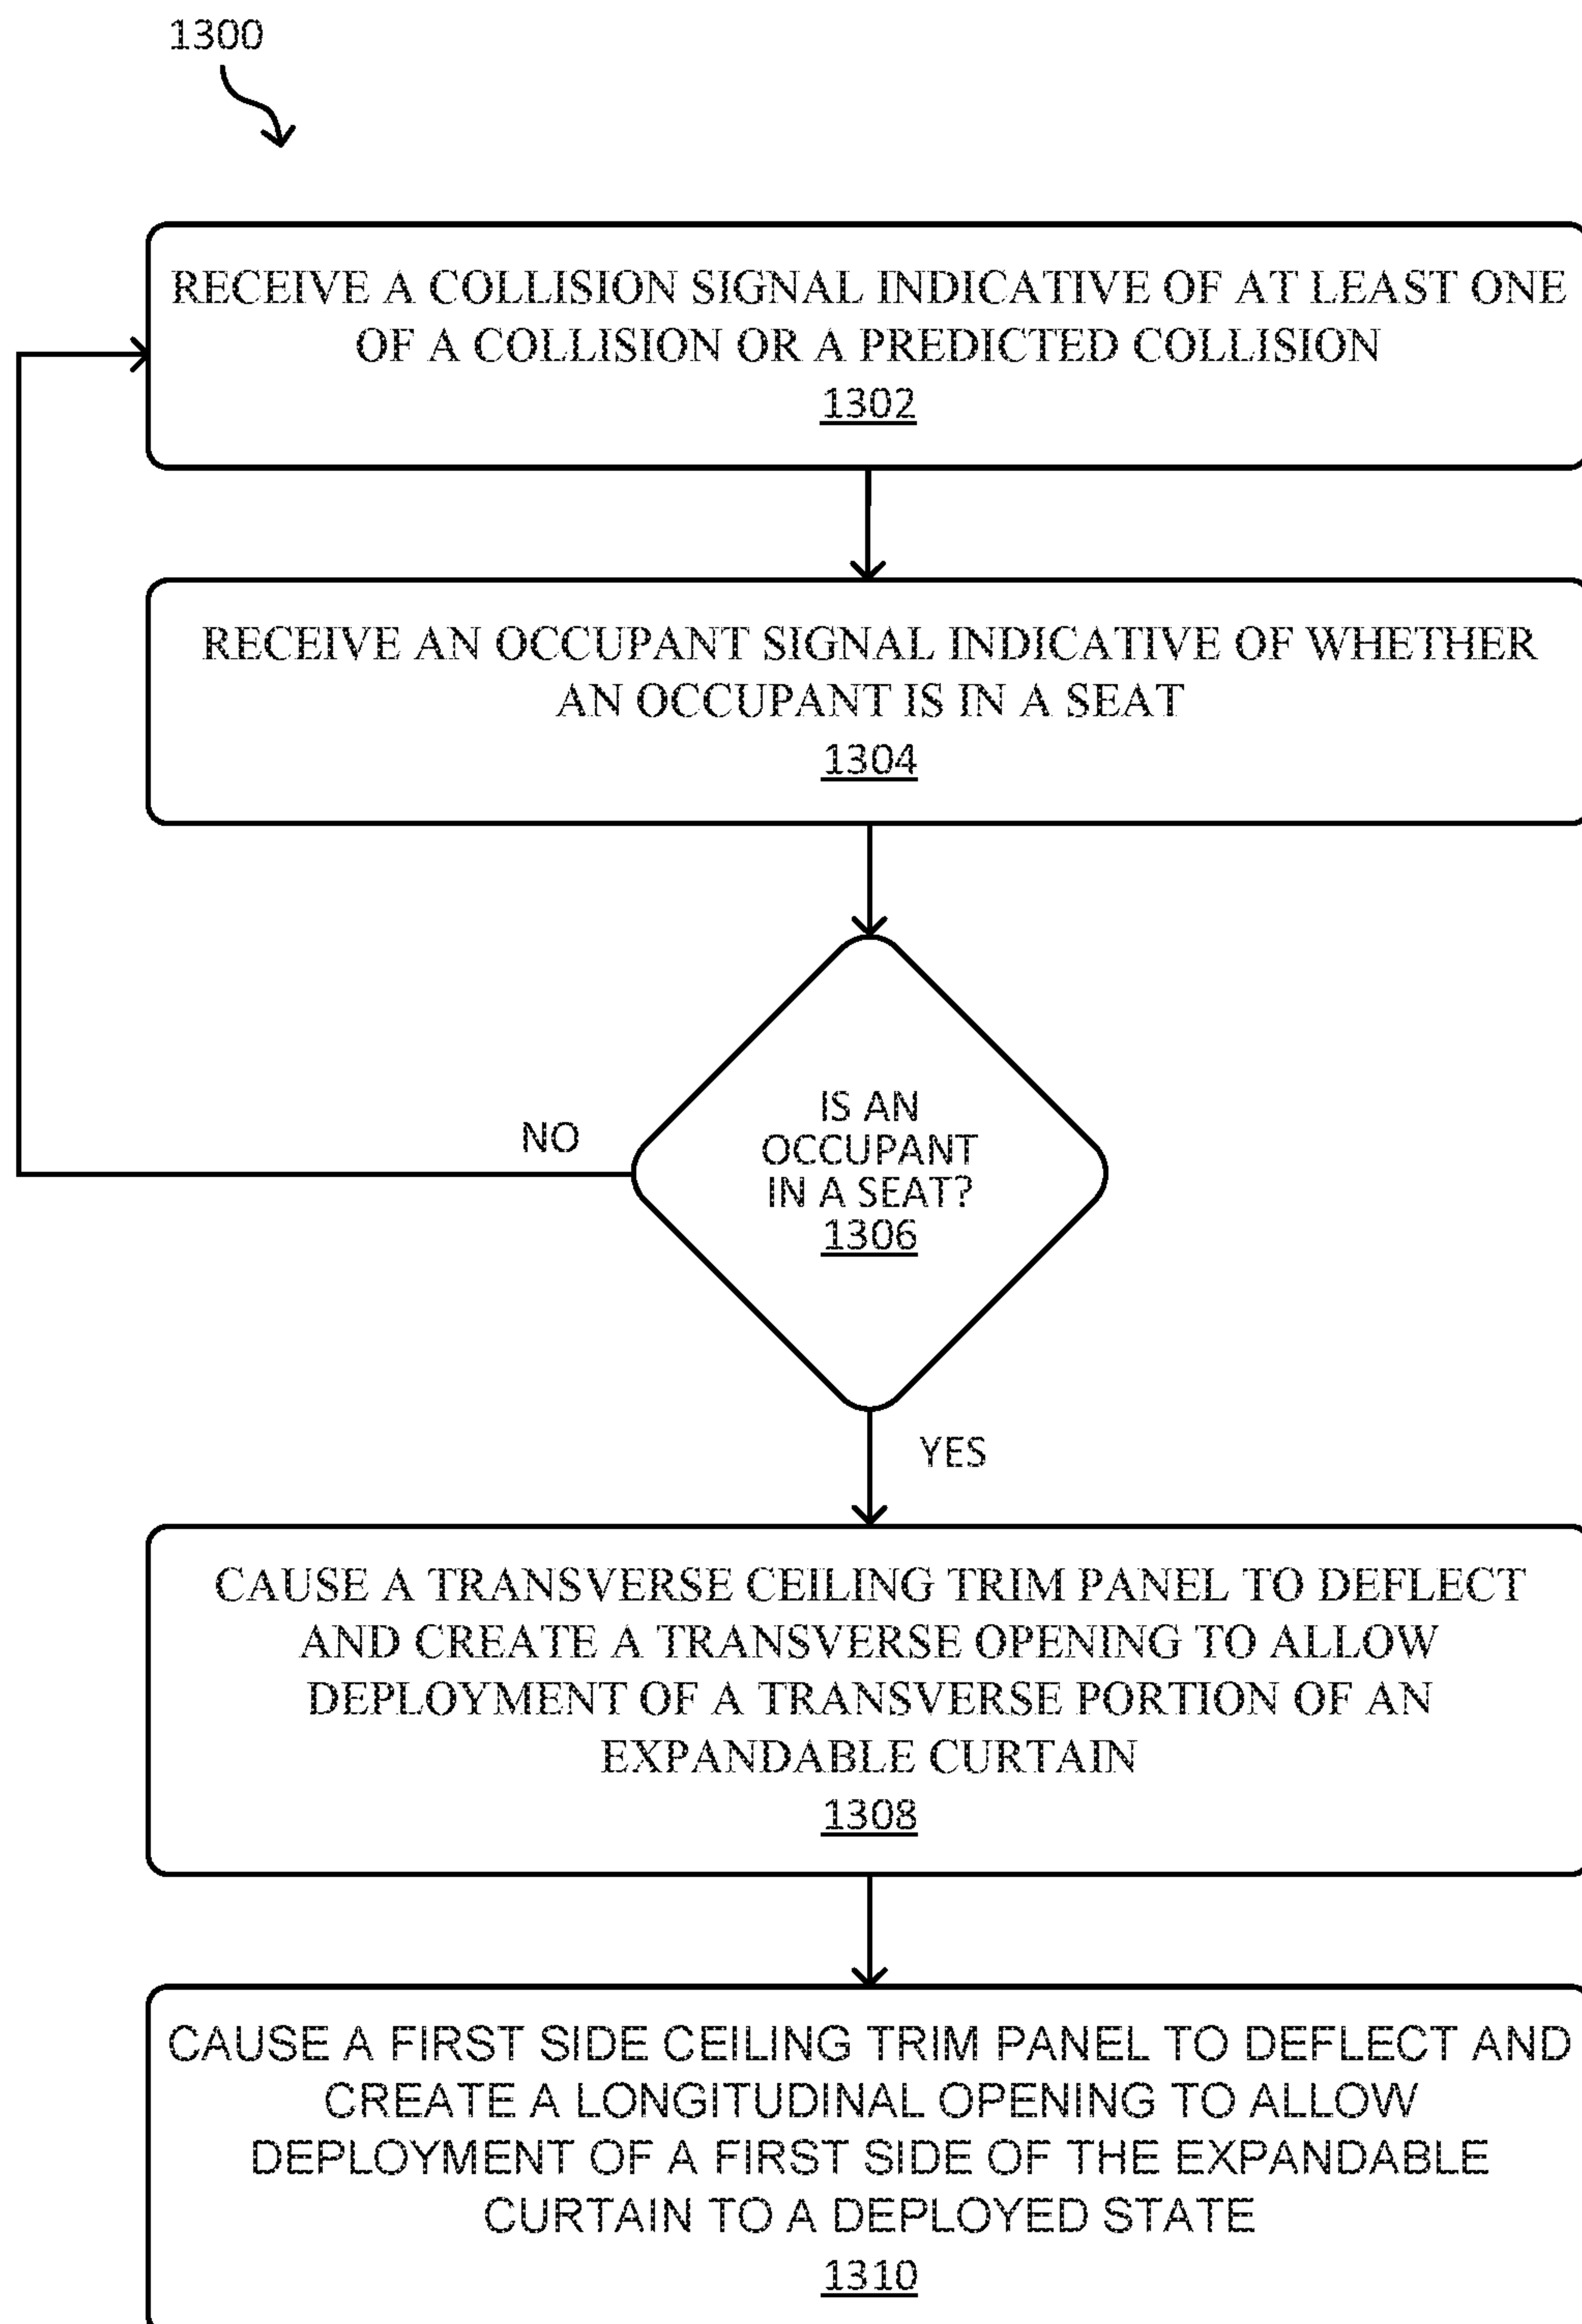 1300
RECEIVE A COLLISION SIGNAL INDICATIVE OF AT LEAST ONE
OF A COLLISION OR A PREDICTED COLLISION
1302
RECEIVE AN OCCUPANT SIGNAL INDICATIVE OF WHETHER
AN OCCUPANT IS IN A SEAT
1304
IS AN
OCCUPANT
IN A SEAT?
1306
NO
YES
CAUSE A TRANSVERSE CEILING TRIM PANEL TO DEFLECT
AND CREATE A TRANSVERSE OPENING TO ALLOW
DEPLOYMENT OF A TRANSVERSE PORTION OF AN
EXPANDABLE CURTAIN
1308
CAUSE A FIRST SIDE CEILING TRIM PANEL TO DEFLECT AND
CREATE A LONGITUDINAL OPENING TO ALLOW
DEPLOYMENT OF A FIRST SIDE OF THE EXPANDABLE
CURTAIN TO A DEPLOYED STATE
1310